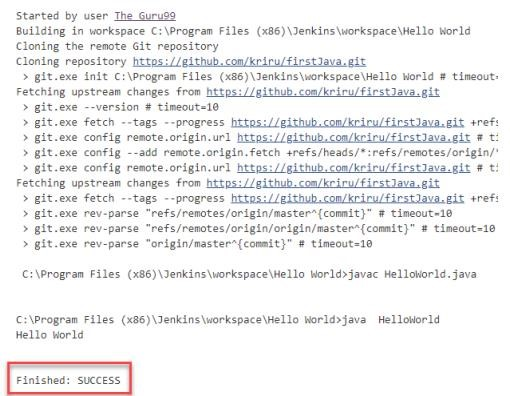 Started by user The Guru99
Building in workspace C:\Program Files (x86)\Jenkins\workspace\Hello World
Cloning the remote Git repository
Cloning repository https://github.com/kriru/firstJava.git
> git.exe init C:\Program Files (x86)\Jenkins\workspace\Hello World # timeout=
Fetching upstream changes from https://github.com/kriru/firstJava.git
> git.exe --version # timeout=10
> git.exe fetch --tags --progress https://github.com/kriru/firstJava.git +refs
> git.exe config remote.origin.url https://github.com/kriru/firstJava.git # ti
> git.exe config --add remote.origin.fetch +refs/heads/*:refs/remotes/origin/*
> git.exe config remote.origin.url https://github.com/kriru/firstJava.git # ti
Fetching upstream changes from https://github.com/kriru/firstJava.git
> git.exe fetch --tags --progress https://github.com/kriru/firstJava.git +refs
> git.exe rev-parse "refs/remotes/origin/master^{commit}" # timeout=10
> git.exe rev-parse "refs/remotes/origin/origin/master^{commit}" # timeout=10
> git.exe rev-parse "origin/master^{commit}" # timeout=10
C:\Program Files (x86)\Jenkins\workspace\Hello World>javac HelloWorld.java
C:\Program Files (x86)\Jenkins\workspace\Hello World>java  HelloWorld
Hello World
Finished: SUCCESS